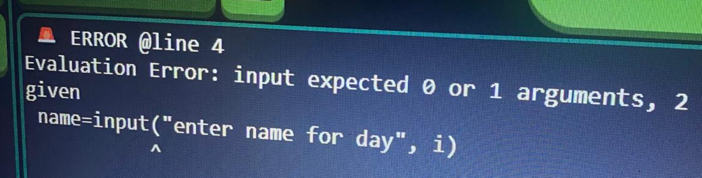 🚨 ERROR @line 4
Evaluation Error: input expected 0 or 1 arguments, 2
given
name=input("enter name for day", i)
^